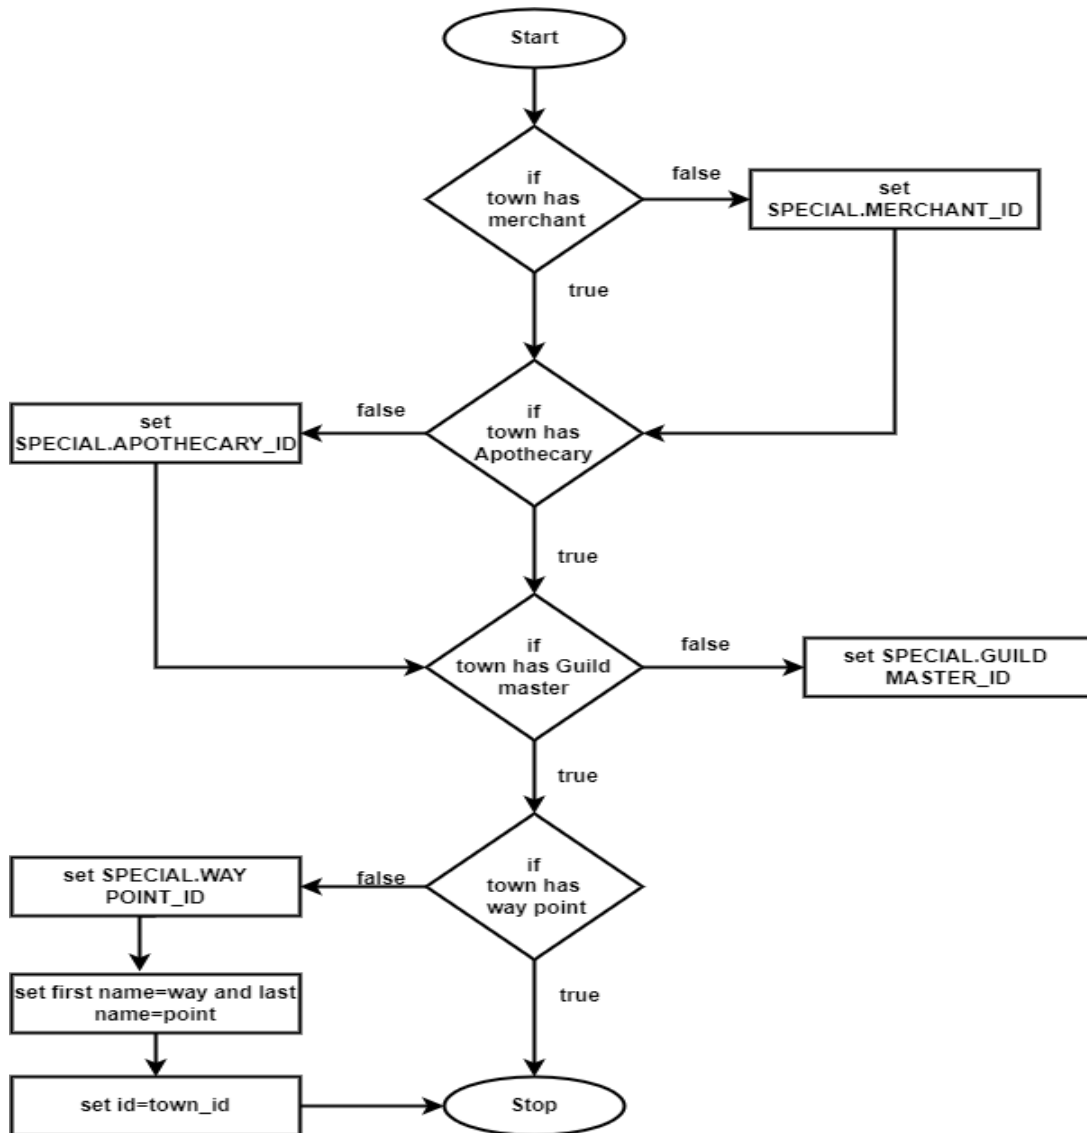 Start
if
town has
merchant
false
set
SPECIAL.MERCHANT_ID
true
set
SPECIAL.APOTHECARY_ID
false
if
town has
Apothecary
true
if
town has Guild
master
false
set SPECIAL.GUILD
MASTER_ID
true
set SPECIAL.WAY
POINT_ID
false
if
town has
way point
set first name=way and last
name=point
true
set id=town_id
Stop